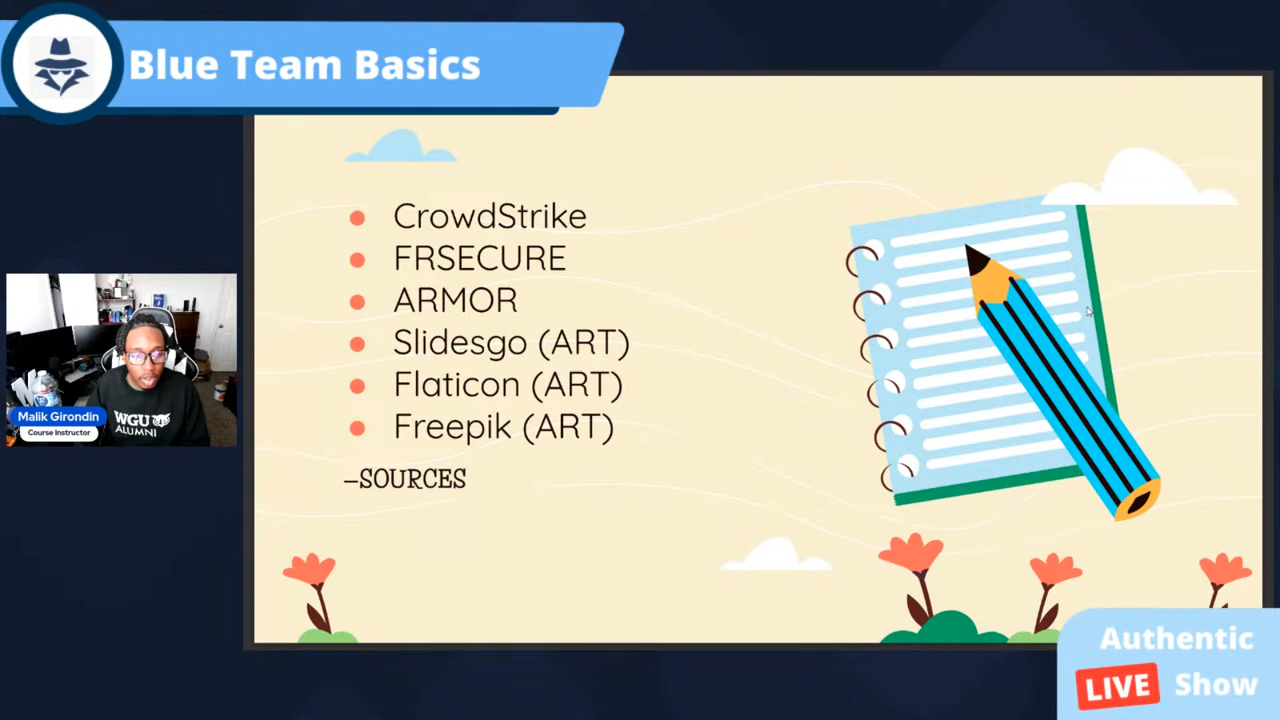 Blue Team Basics
CrowdStrike
FRSECURE
ARMOR
Slidesgo (ART)
Flaticon (ART)
Freepik (ART)
–SOURCES
Malik Girondin
Course Instructor
WGU
ALUMNI
Authentic
LIVE Show